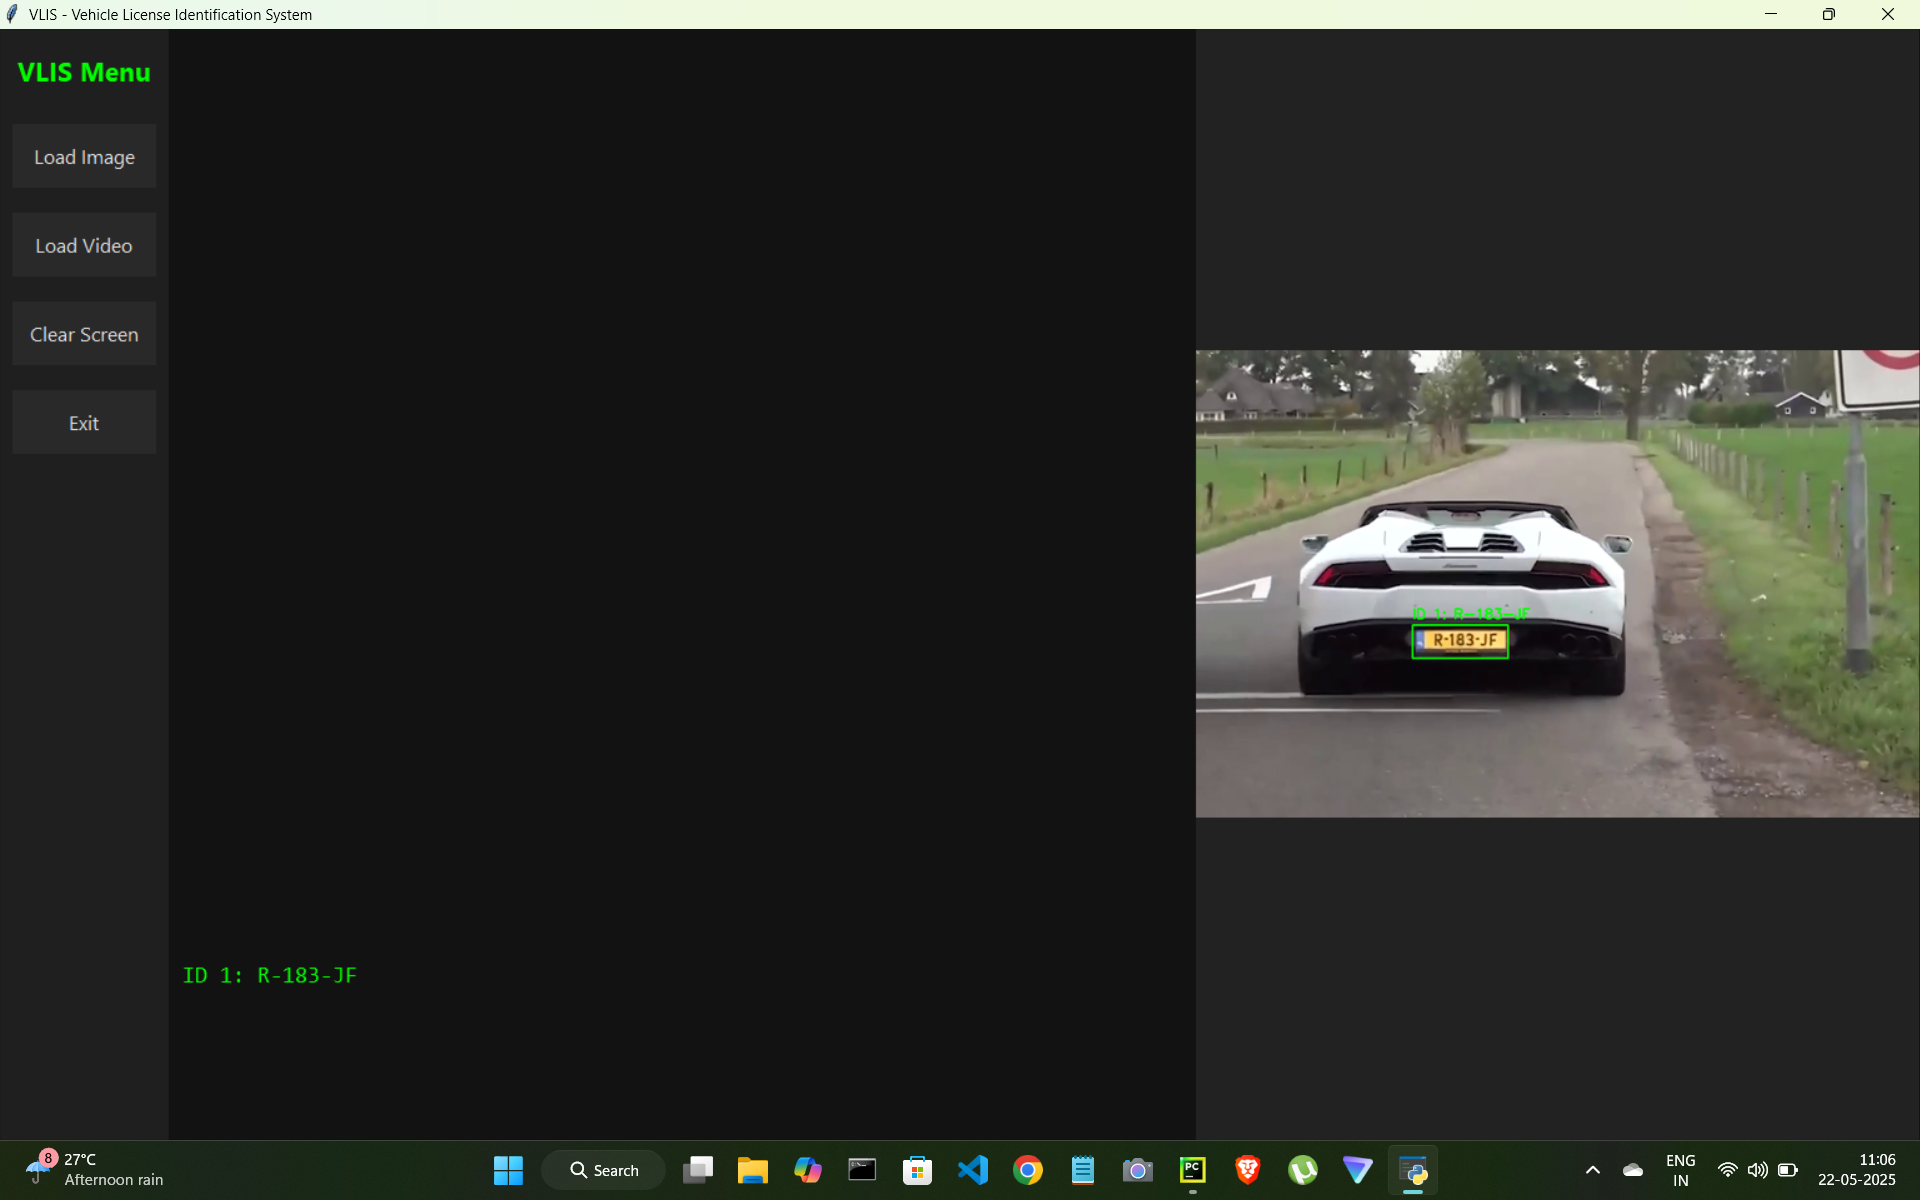 VLIS - Vehicle License Identification System
VLIS Menu
Load Image
Load Video
Clear Screen
Exit
ID 1: R-183-JF
R-183-JF
ID 1: R-183-JF
8
27°C
Afternoon rain
Search
PC
ENG
IN
11:06
22-05-2025